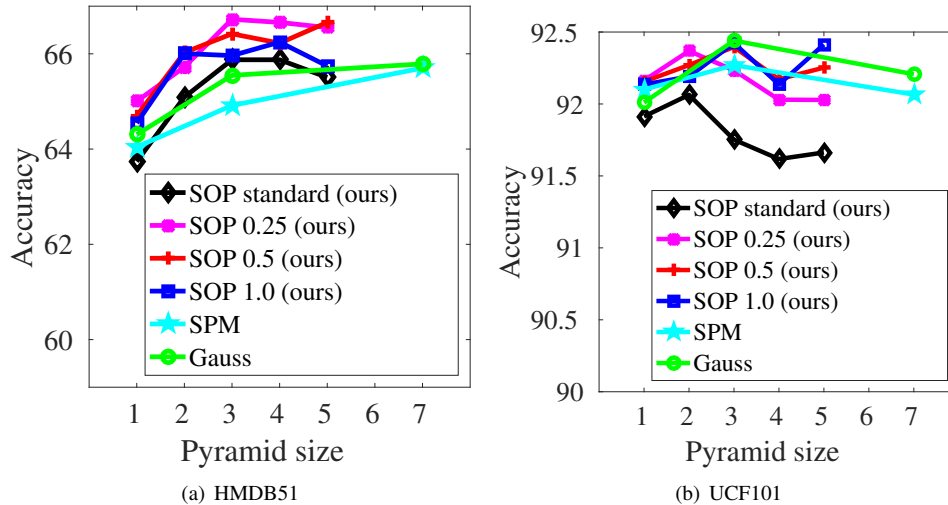 66
64
62
60
Accuracy
SOP standard (ours)
SOP 0.25 (ours)
SOP 0.5 (ours)
SOP 1.0 (ours)
SPM
Gauss
1 2 3 4 5 6 7
Pyramid size
(a) HMDB51
92.5
92
91.5
91
90.5
90
Accuracy
SOP standard (ours)
SOP 0.25 (ours)
SOP 0.5 (ours)
SOP 1.0 (ours)
SPM
Gauss
1 2 3 4 5 6 7
Pyramid size
(b) UCF101